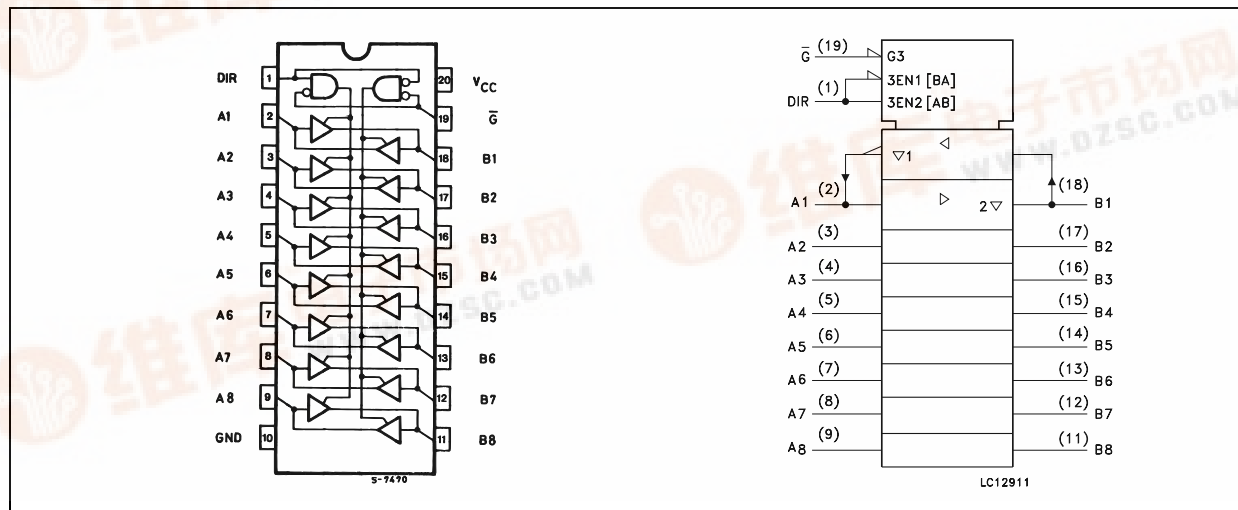 DIR 1 20 VCC
A1 2 19 G̅
A2 3 18 B1
A3 4 17 B2
A4 5 16 B3
A5 6 15 B4
A6 7 14 B5
A7 8 13 B6
A8 9 12 B7
GND 10 11 B8
S-7470
G̅ (19) G3
(1) 3EN1 [BA]
DIR 3EN2 [AB]
▽1 ◁
A1 (2) ▷ 2▽ (18) B1
A2 (3) (17) B2
A3 (4) (16) B3
A4 (5) (15) B4
A5 (6) (14) B5
A6 (7) (13) B6
A7 (8) (12) B7
A8 (9) (11) B8
LC12911
维库电子市场网
WWW.DZSC.COM